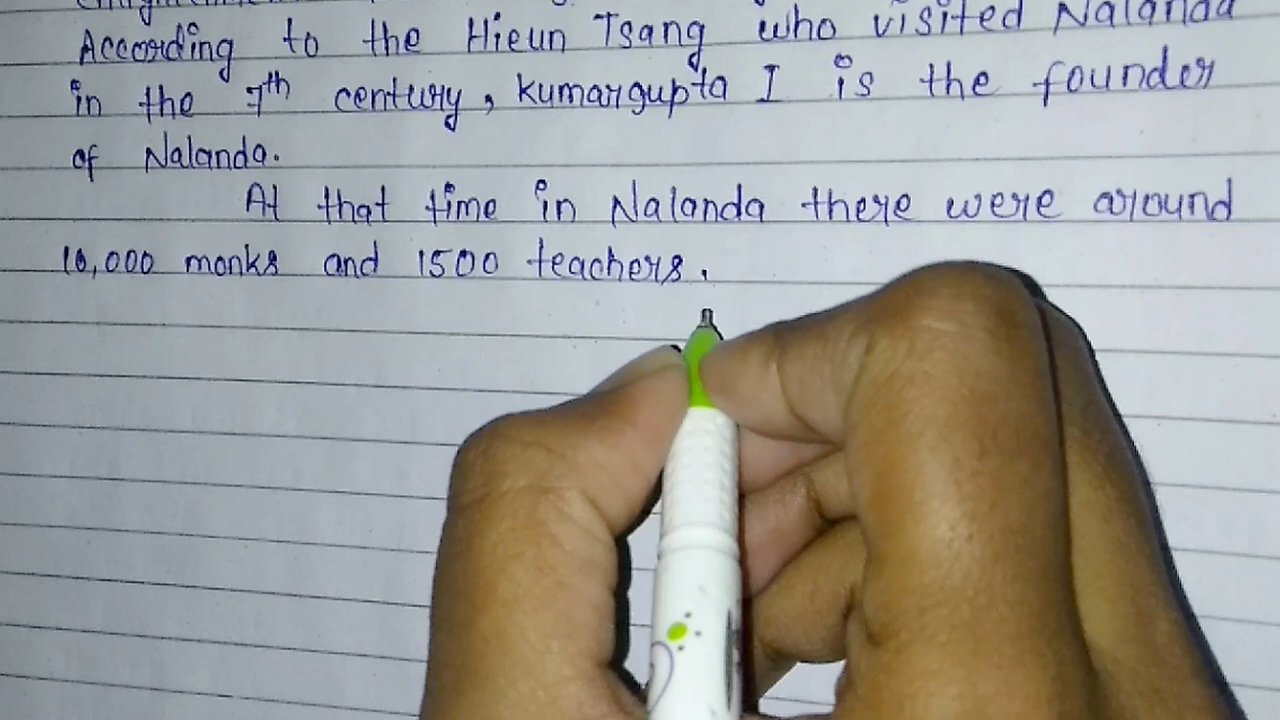 According to the Hieun Tsang who visited Nalanda
in the 7th century, Kumargupta I is the founder
of Nalanda.
At that time in Nalanda there were around
10,000 monks and 1500 teachers.